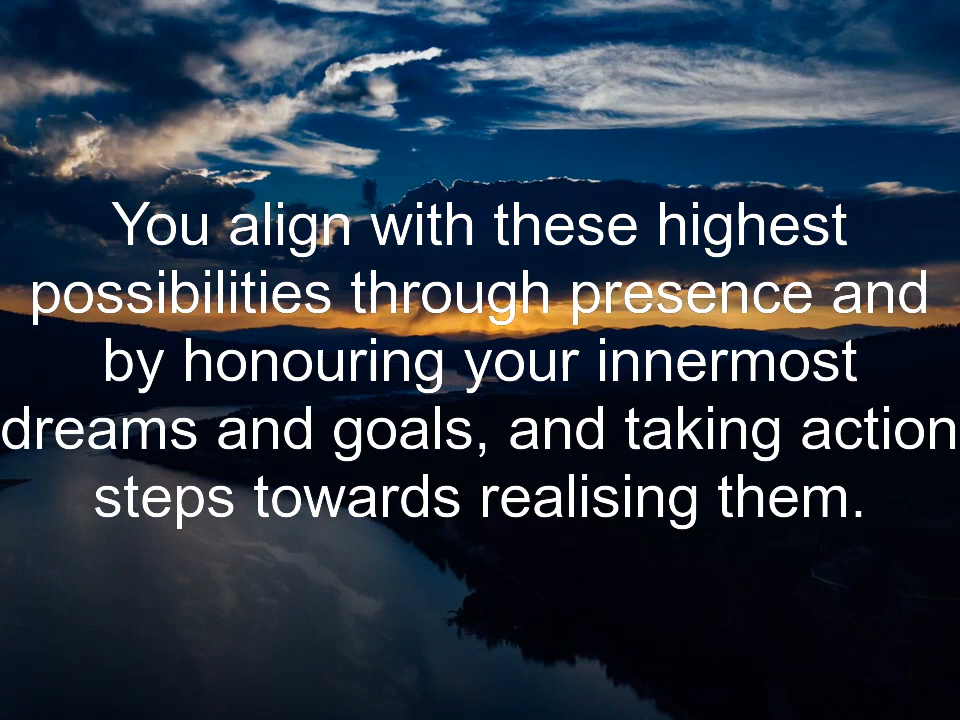 You align with these highest
possibilities through presence and
by honouring your innermost
dreams and goals, and taking action
steps towards realising them.